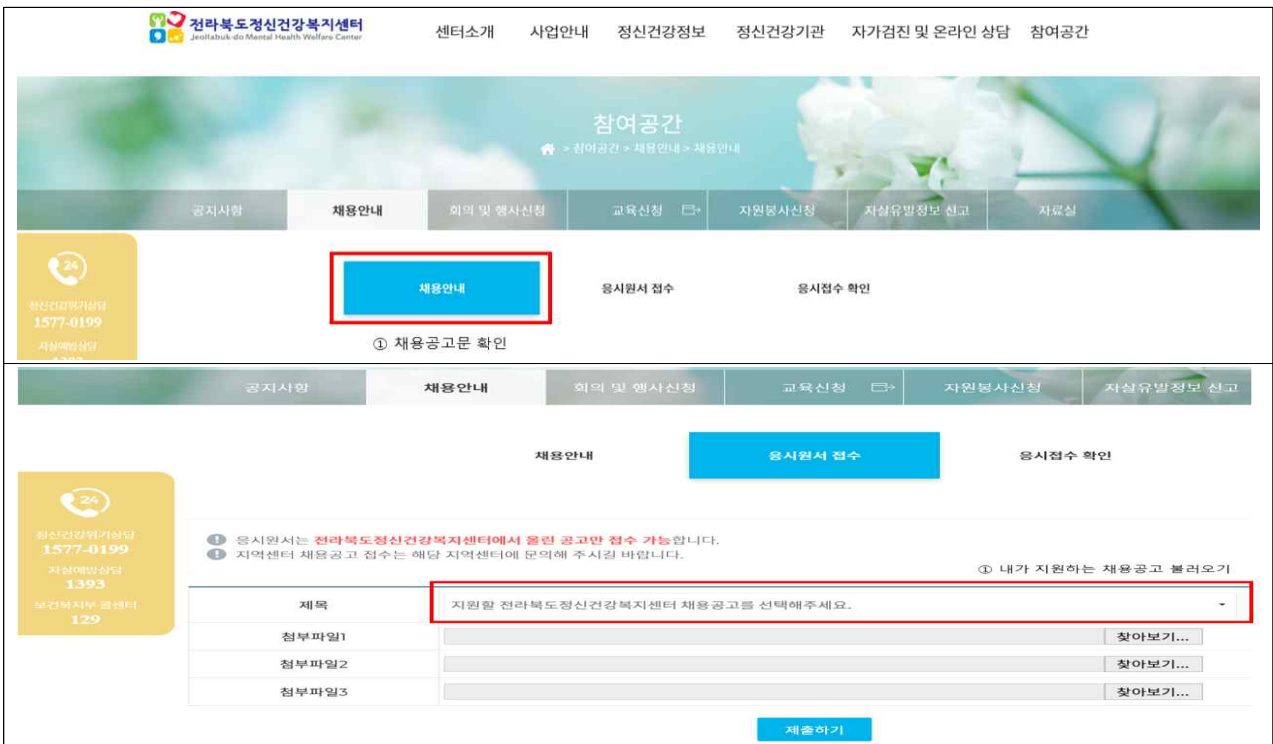 전라북도정신건강복지센터
Jeollabuk-do Mental Health Welfare Center
센터소개 사업안내 정신건강정보 정신건강기관 자가검진 및 온라인 상담 참여공간
참여공간
> 참여공간 > 채용안내 > 채용안내
공지사항 채용안내 회의 및 행사신청 교육신청 자원봉사신청 자살유발정보 신고 자료실
24
정신건강위기상담
1577-0199
자살예방상담
1393
채용안내 응시원서 접수 응시접수 확인
① 채용공고문 확인
공지사항 채용안내 회의 및 행사신청 교육신청 자원봉사신청 자살유발정보 신고
채용안내 응시원서 접수 응시접수 확인
24
정신건강위기상담
1577-0199
자살예방상담
1393
보건복지부 콜센터
129
응시원서는 전라북도정신건강복지센터에서 올린 공고만 접수 가능합니다.
지역센터 채용공고 접수는 해당 지역센터에 문의해 주시길 바랍니다.
① 내가 지원하는 채용공고 불러오기
제목 지원할 전라북도정신건강복지센터 채용공고를 선택해주세요.
첨부파일1 찾아보기...
첨부파일2 찾아보기...
첨부파일3 찾아보기...
제출하기